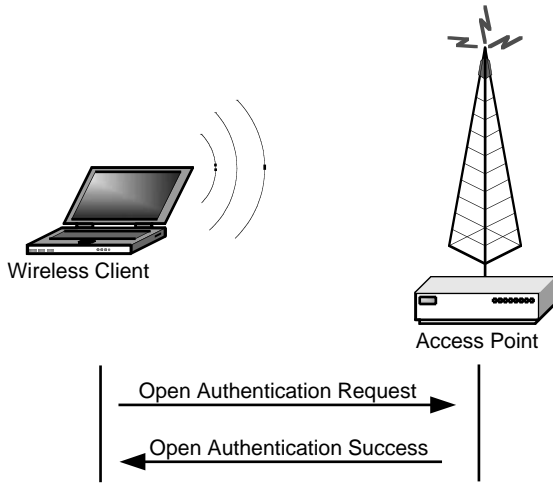 Wireless Client
Access Point
Open Authentication Request
Open Authentication Success